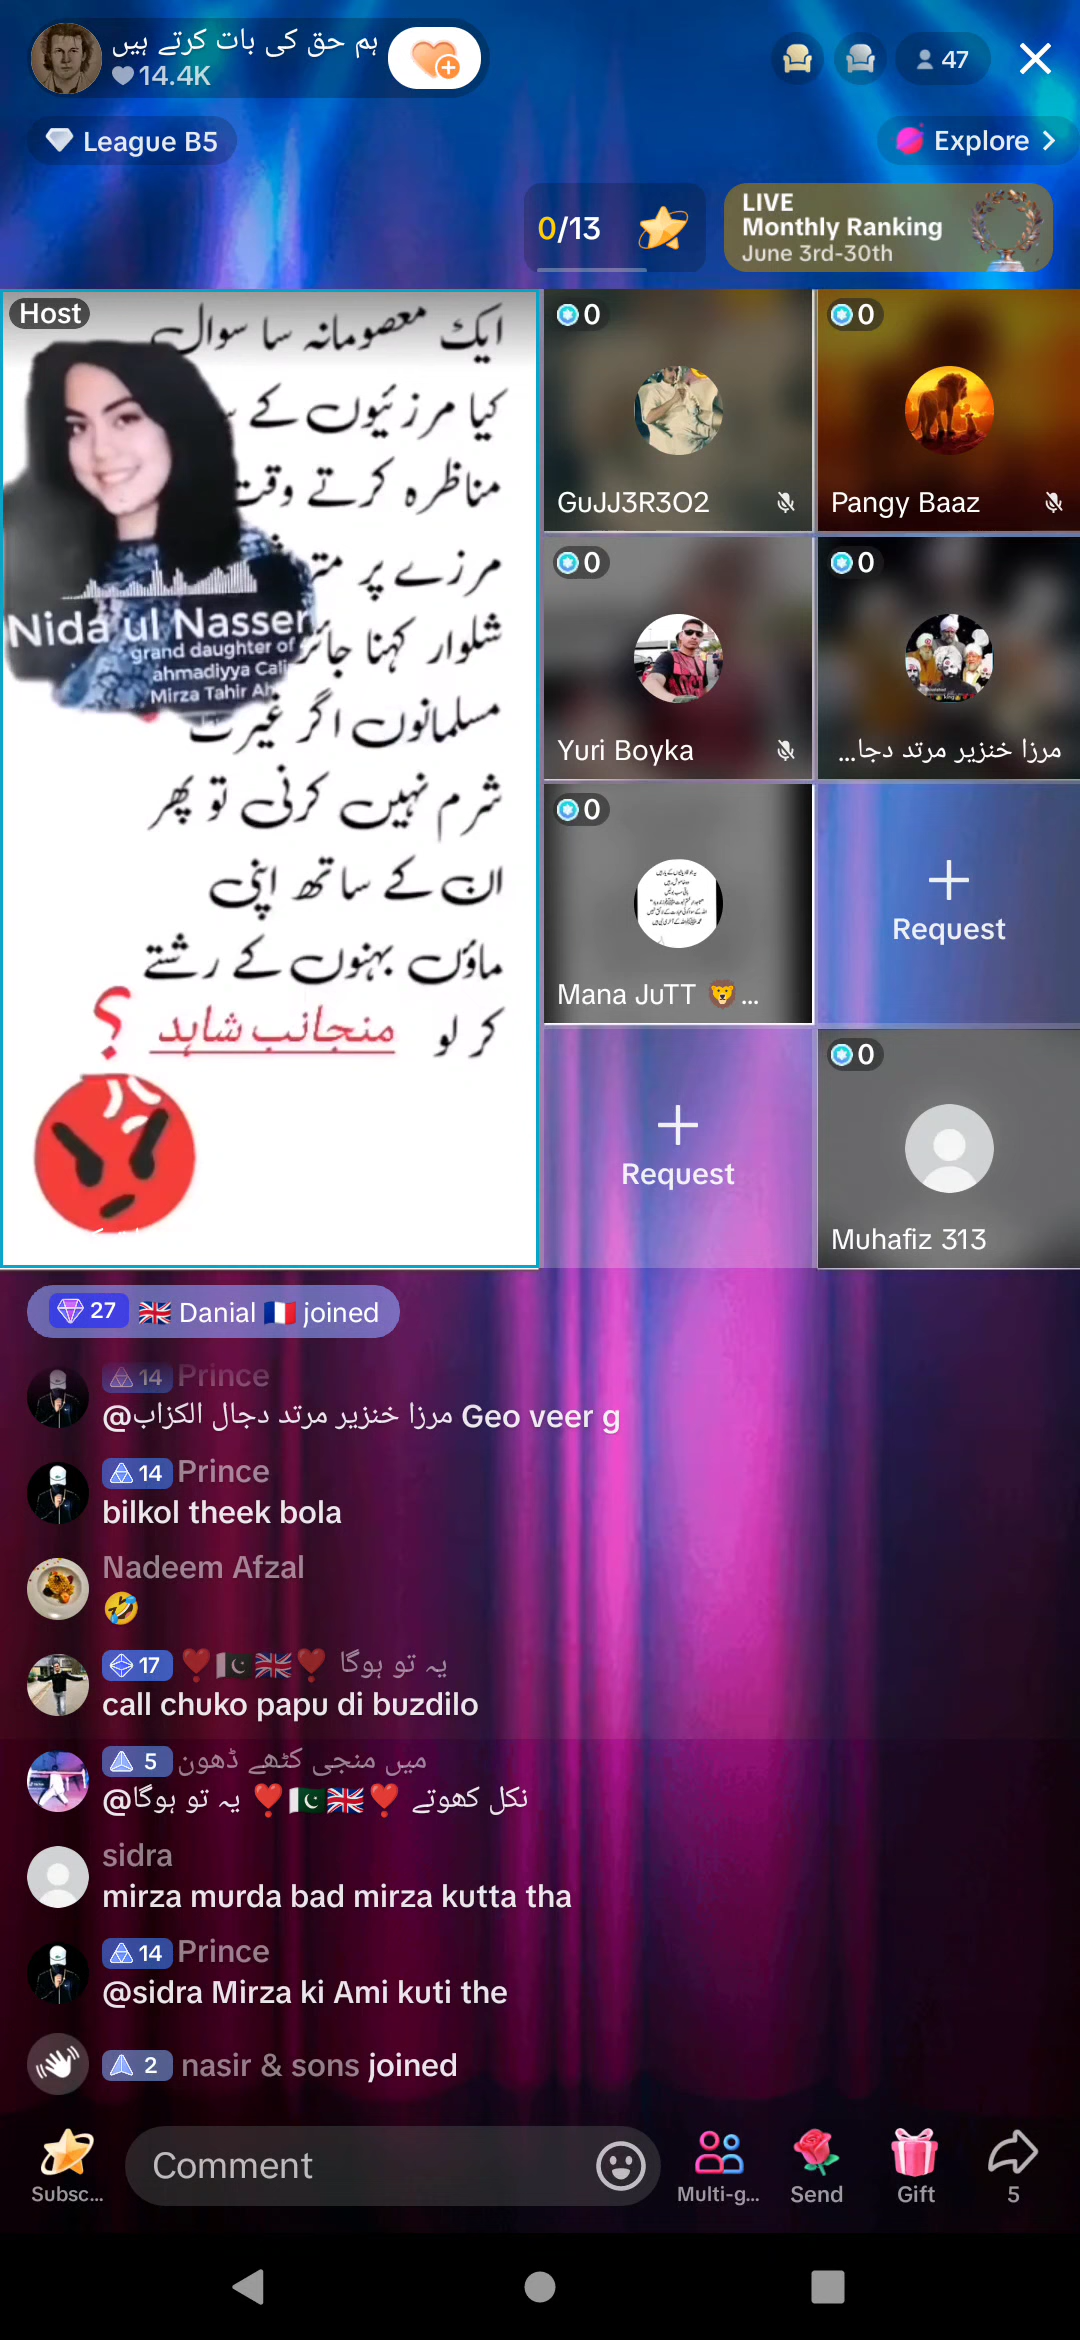 ہم حق کی بات کرتے ہیں
14.4K
47
League B5
Explore
0/13
LIVE
Monthly Ranking
June 3rd-30th
Host
ایک معصومانہ سا سوال
کیا مرزئیوں کے
مناظرہ کرتے وقت
مرزے پر
شلوار کہنا جائز
مسلمانوں اگر غیرت
شرم نہیں کرنی تو پھر
ان کے ساتھ اپنی
ماؤں بہنوں کے رشتے
کر لو
منجانب شاہد ؟
Nida ul Nasser
grand daughter of
ahmadiyya Cali
Mirza Tahir Ah
0
GuJJ3R3O2
0
Pangy Baaz
0
Yuri Boyka
0
مرزا خنزیر مرتد دجا...
0
Mana JuTT 🦁...
Request
Request
0
Muhafiz 313
27 🇬🇧 Danial 🇫🇷 joined
14 Prince
@مرزا خنزیر مرتد دجال الکزاب Geo veer g
14 Prince
bilkol theek bola
Nadeem Afzal
🤣
17 ❤️🇵🇰🇬🇧❤️ یہ تو ہوگا
call chuko papu di buzdilo
5 میں منجی کٹھے ڈھون
@یہ تو ہوگا ❤️🇵🇰🇬🇧❤️ نکل کھوتے
sidra
mirza murda bad mirza kutta tha
14 Prince
@sidra Mirza ki Ami kuti the
2 nasir & sons joined
Comment
Subsc...
Multi-g...
Send
Gift
5